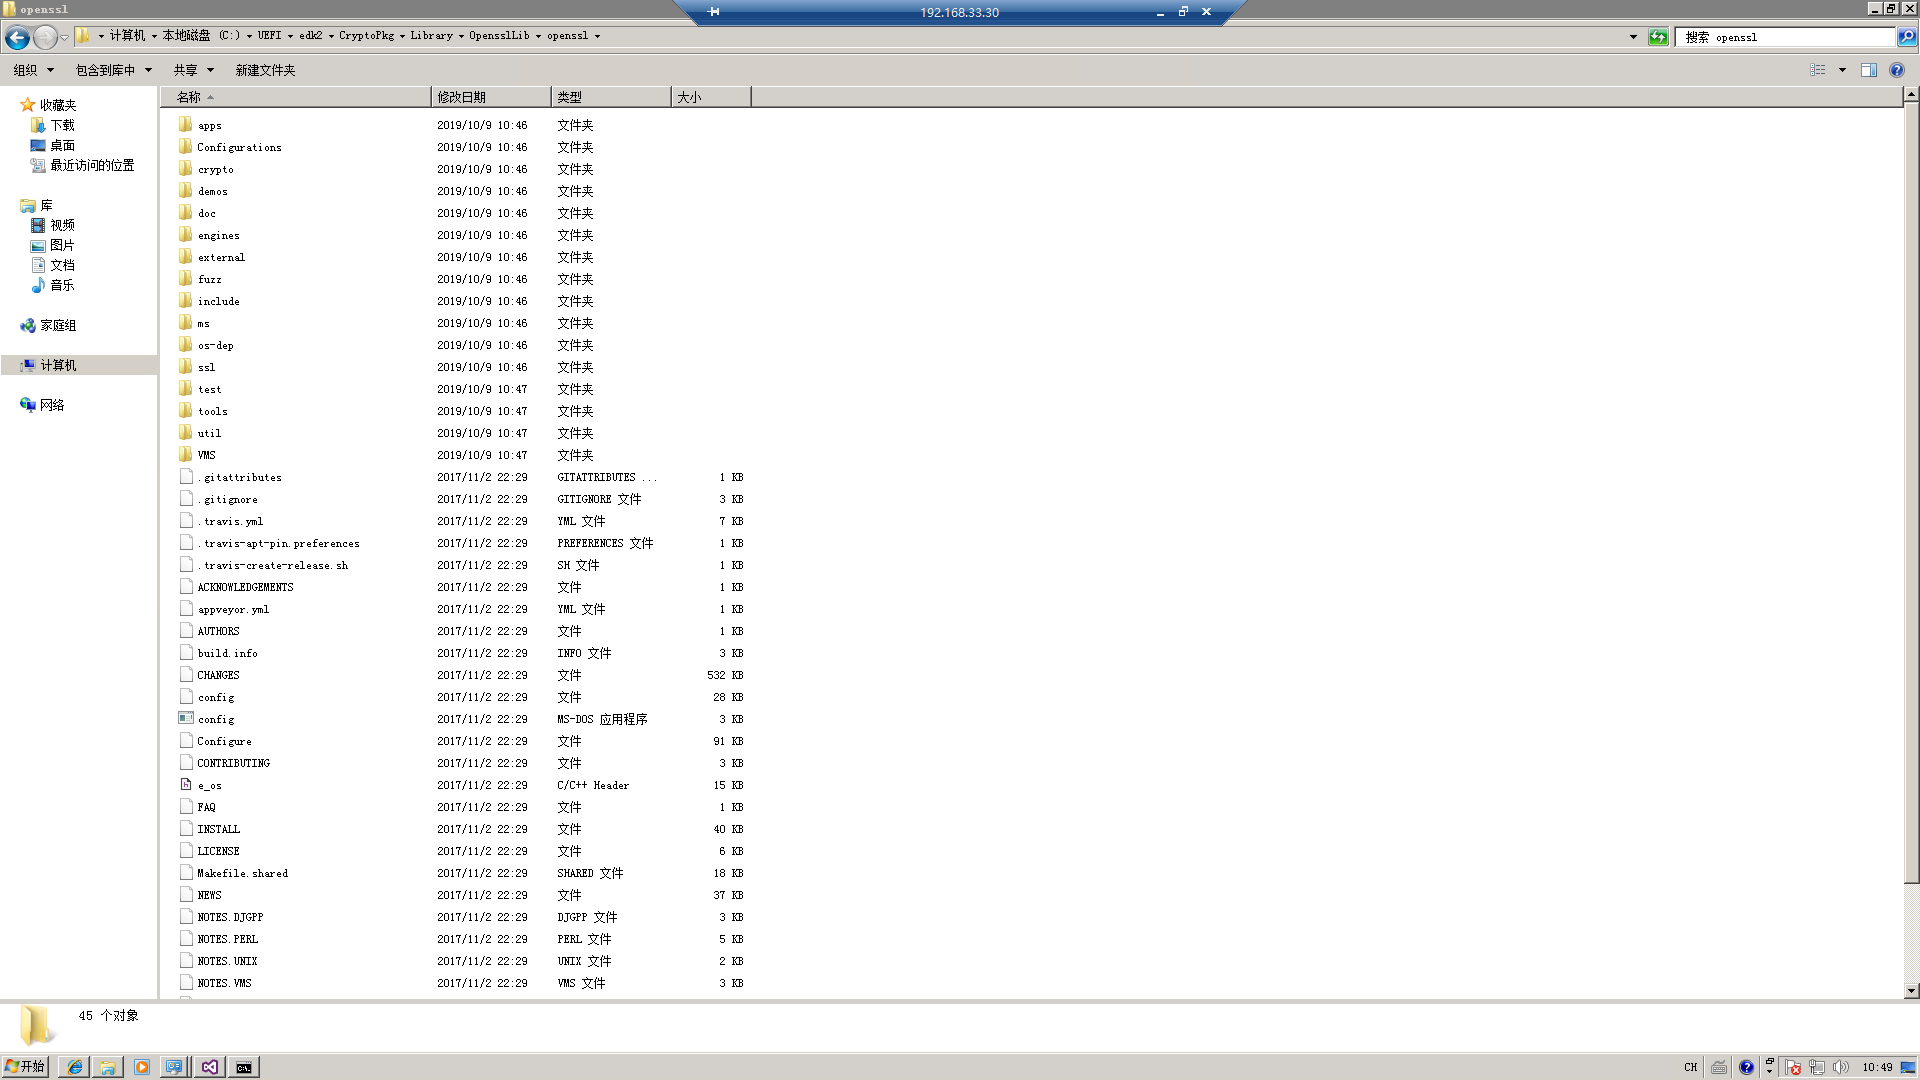 openssl
192.168.33.30
计算机 本地磁盘 (C:) UEFI edk2 CryptoPkg Library OpensslLib openssl
搜索 openssl
组织 包含到库中 共享 新建文件夹
收藏夹
下载
桌面
最近访问的位置
库
视频
图片
文档
音乐
家庭组
计算机
网络
名称 修改日期 类型 大小
apps 2019/10/9 10:46 文件夹
Configurations 2019/10/9 10:46 文件夹
crypto 2019/10/9 10:46 文件夹
demos 2019/10/9 10:46 文件夹
doc 2019/10/9 10:46 文件夹
engines 2019/10/9 10:46 文件夹
external 2019/10/9 10:46 文件夹
fuzz 2019/10/9 10:46 文件夹
include 2019/10/9 10:46 文件夹
ms 2019/10/9 10:46 文件夹
os-dep 2019/10/9 10:46 文件夹
ssl 2019/10/9 10:46 文件夹
test 2019/10/9 10:47 文件夹
tools 2019/10/9 10:47 文件夹
util 2019/10/9 10:47 文件夹
VMS 2019/10/9 10:47 文件夹
.gitattributes 2017/11/2 22:29 GITATTRIBUTES ... 1 KB
.gitignore 2017/11/2 22:29 GITIGNORE 文件 3 KB
.travis.yml 2017/11/2 22:29 YML 文件 7 KB
.travis-apt-pin.preferences 2017/11/2 22:29 PREFERENCES 文件 1 KB
.travis-create-release.sh 2017/11/2 22:29 SH 文件 1 KB
ACKNOWLEDGEMENTS 2017/11/2 22:29 文件 1 KB
appveyor.yml 2017/11/2 22:29 YML 文件 1 KB
AUTHORS 2017/11/2 22:29 文件 1 KB
build.info 2017/11/2 22:29 INFO 文件 3 KB
CHANGES 2017/11/2 22:29 文件 532 KB
config 2017/11/2 22:29 文件 28 KB
config 2017/11/2 22:29 MS-DOS 应用程序 3 KB
Configure 2017/11/2 22:29 文件 91 KB
CONTRIBUTING 2017/11/2 22:29 文件 3 KB
e_os 2017/11/2 22:29 C/C++ Header 15 KB
FAQ 2017/11/2 22:29 文件 1 KB
INSTALL 2017/11/2 22:29 文件 40 KB
LICENSE 2017/11/2 22:29 文件 6 KB
Makefile.shared 2017/11/2 22:29 SHARED 文件 18 KB
NEWS 2017/11/2 22:29 文件 37 KB
NOTES.DJGPP 2017/11/2 22:29 DJGPP 文件 3 KB
NOTES.PERL 2017/11/2 22:29 PERL 文件 5 KB
NOTES.UNIX 2017/11/2 22:29 UNIX 文件 2 KB
NOTES.VMS 2017/11/2 22:29 VMS 文件 3 KB
45 个对象
开始
CH
10:49